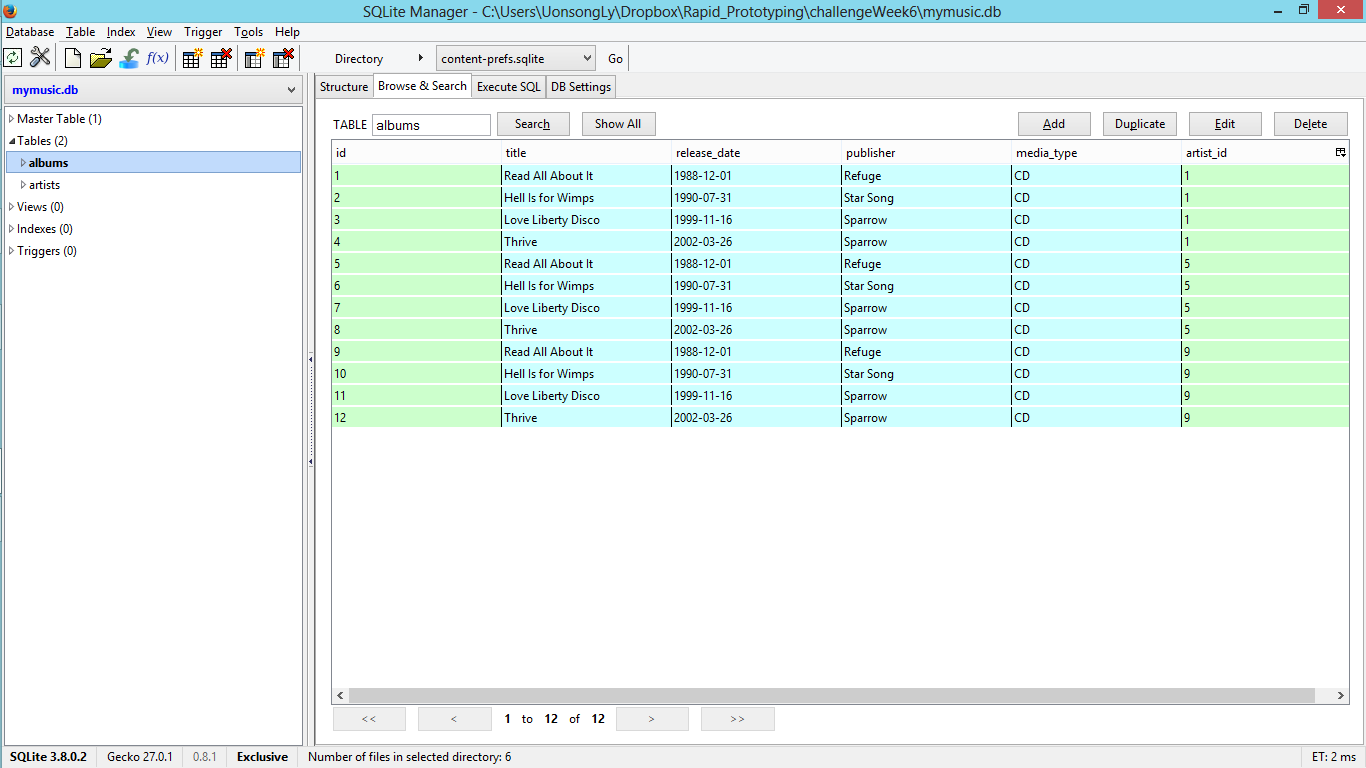 SQLite Manager - C:\Users\UonsongLy\Dropbox\Rapid_Prototyping\challengeWeek6\mymusic.db
Database Table Index View Trigger Tools Help
f(x) Directory content-prefs.sqlite Go
mymusic.db
Master Table (1)
Tables (2)
albums
artists
Views (0)
Indexes (0)
Triggers (0)
Structure Browse & Search Execute SQL DB Settings
TABLE albums Search Show All Add Duplicate Edit Delete
id title release_date publisher media_type artist_id
1 Read All About It 1988-12-01 Refuge CD 1
2 Hell Is for Wimps 1990-07-31 Star Song CD 1
3 Love Liberty Disco 1999-11-16 Sparrow CD 1
4 Thrive 2002-03-26 Sparrow CD 1
5 Read All About It 1988-12-01 Refuge CD 5
6 Hell Is for Wimps 1990-07-31 Star Song CD 5
7 Love Liberty Disco 1999-11-16 Sparrow CD 5
8 Thrive 2002-03-26 Sparrow CD 5
9 Read All About It 1988-12-01 Refuge CD 9
10 Hell Is for Wimps 1990-07-31 Star Song CD 9
11 Love Liberty Disco 1999-11-16 Sparrow CD 9
12 Thrive 2002-03-26 Sparrow CD 9
<< < 1 to 12 of 12 > >>
SQLite 3.8.0.2 Gecko 27.0.1 0.8.1 Exclusive Number of files in selected directory: 6 ET: 2 ms